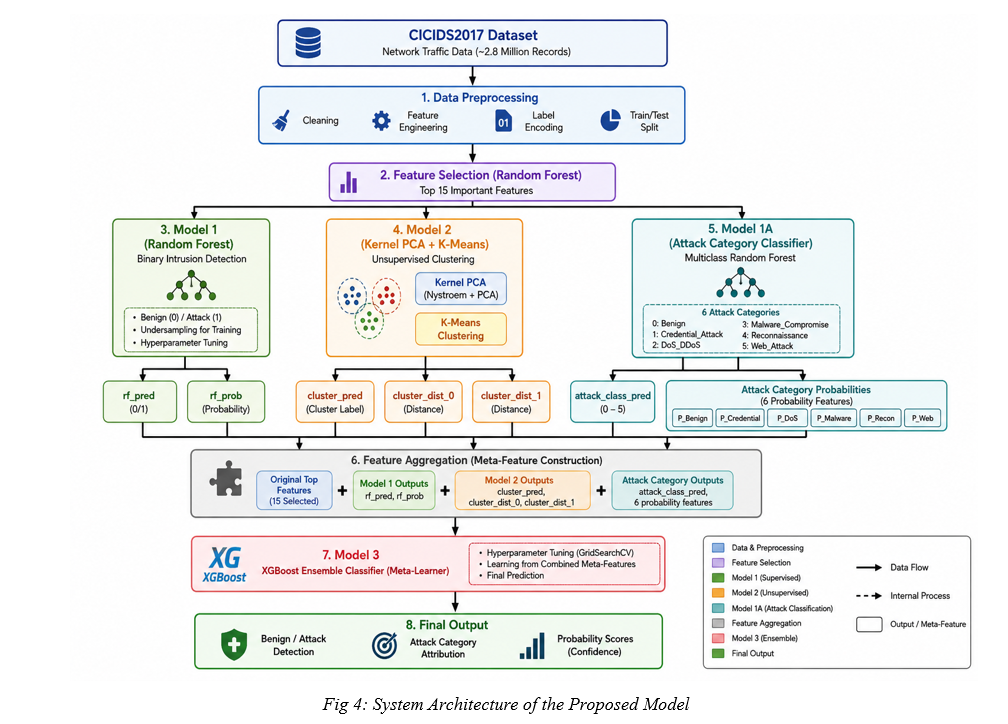 CICIDS2017 Dataset
Network Traffic Data (~2.8 Million Records)
1. Data Preprocessing
Cleaning
Feature
Engineering
01
Label
Encoding
Train/Test
Split
2. Feature Selection (Random Forest)
Top 15 Important Features
3. Model 1
(Random Forest)
Binary Intrusion Detection
• Benign (0) / Attack (1)
• Undersampling for Training
• Hyperparameter Tuning
4. Model 2
(Kernel PCA + K-Means)
Unsupervised Clustering
Kernel PCA
(Nystroem + PCA)
K-Means
Clustering
5. Model 1A
(Attack Category Classifier)
Multiclass Random Forest
6 Attack Categories
0: Benign
1: Credential_Attack
2: DoS_DDoS
3: Malware_Compromise
4: Reconnaissance
5: Web_Attack
rf_pred
(0/1)
rf_prob
(Probability)
cluster_pred
(Cluster Label)
cluster_dist_0
(Distance)
cluster_dist_1
(Distance)
attack_class_pred
(0 – 5)
Attack Category Probabilities
(6 Probability Features)
P_Benign
P_Credential
P_DoS
P_Malware
P_Recon
P_Web
6. Feature Aggregation (Meta-Feature Construction)
Original Top
Features
(15 Selected)
+
Model 1 Outputs
rf_pred, rf_prob
+
Model 2 Outputs
cluster_pred,
cluster_dist_0, cluster_dist_1
+
Attack Category Outputs
attack_class_pred,
6 probability features
XG
XGBoost
7. Model 3
XGBoost Ensemble Classifier (Meta-Learner)
• Hyperparameter Tuning (GridSearchCV)
• Learning from Combined Meta-Features
• Final Prediction
8. Final Output
Benign / Attack
Detection
Attack Category
Attribution
Probability Scores
(Confidence)
Data & Preprocessing
Feature Selection
Model 1 (Supervised)
Model 2 (Unsupervised)
Model 1A (Attack Classification)
Feature Aggregation
Model 3 (Ensemble)
Final Output
Data Flow
Internal Process
Output / Meta-Feature
Fig 4: System Architecture of the Proposed Model